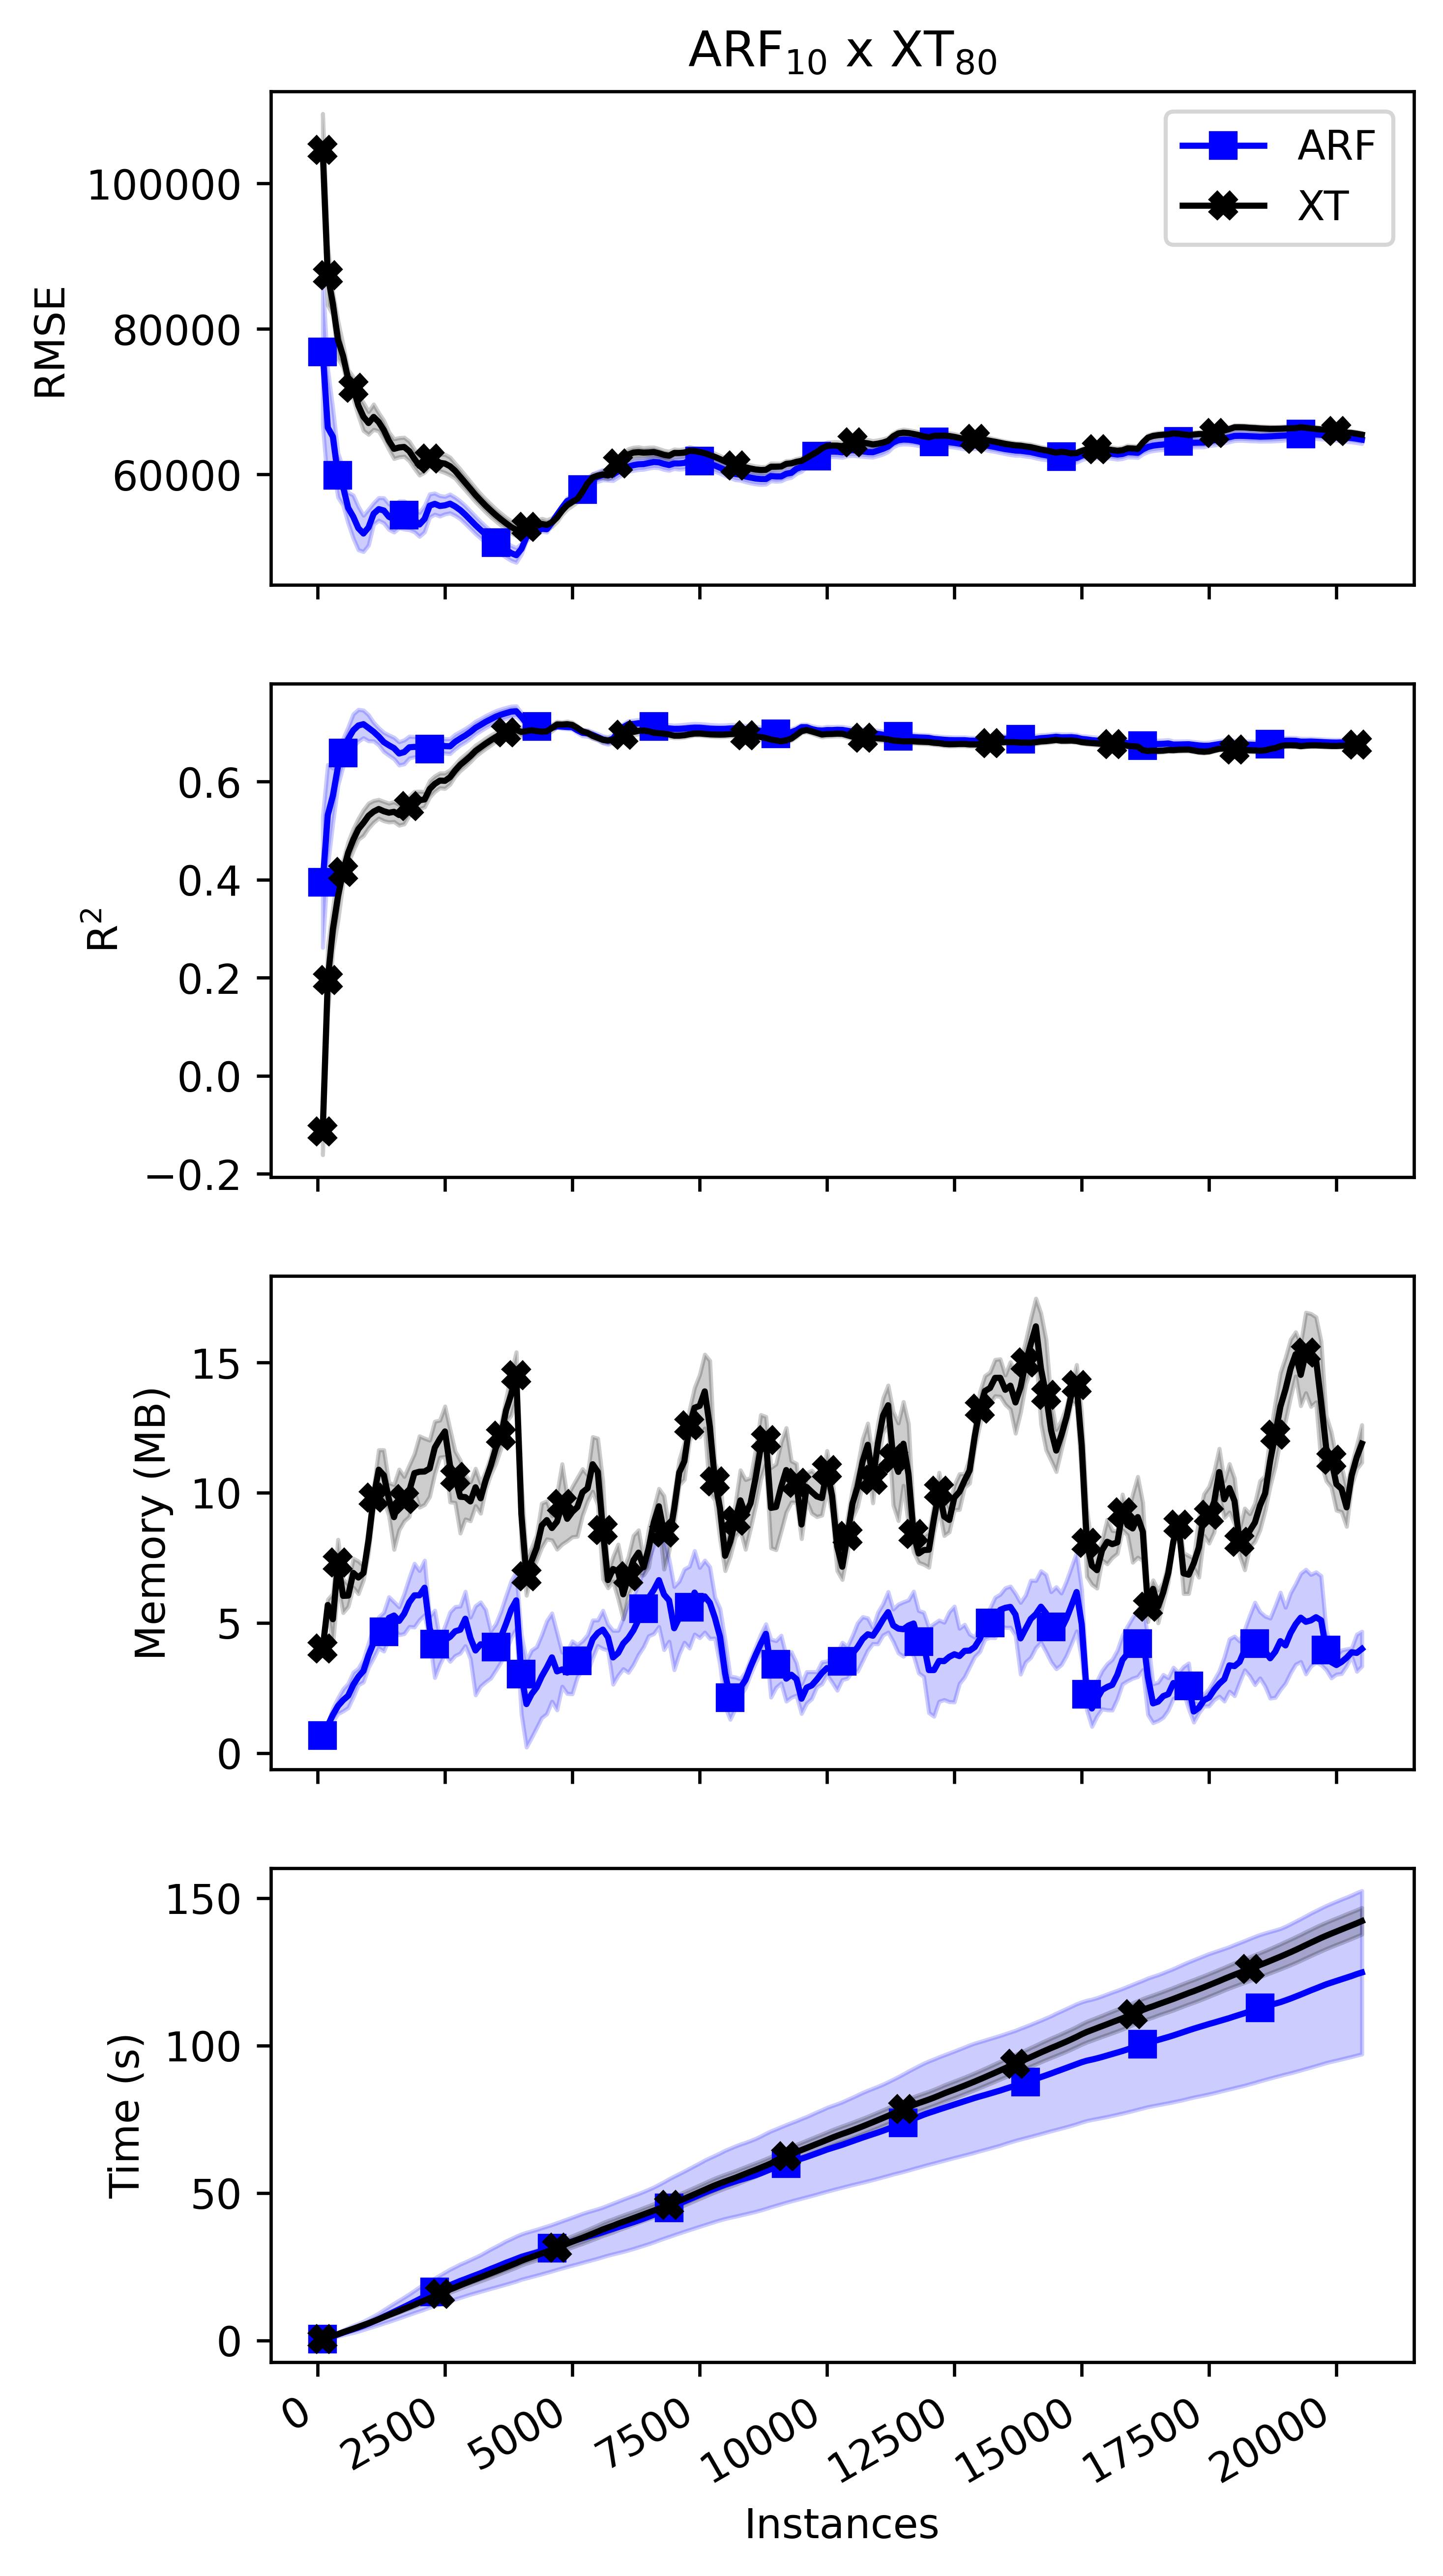 ARF₁₀ x XT₈₀
ARF
XT
RMSE
100000
80000
60000
R²
0.6
0.4
0.2
0.0
−0.2
Memory (MB)
15
10
5
0
Time (s)
150
100
50
0
0 2500 5000 7500 10000 12500 15000 17500 20000
Instances